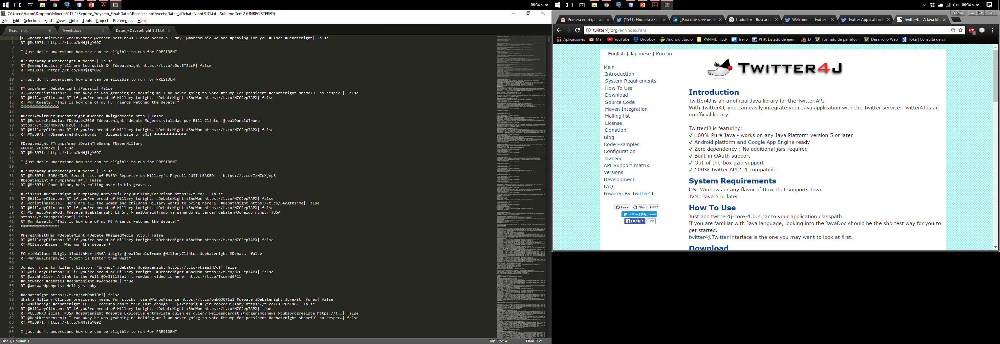 06:34 a. m.
06:34 a. m.
C:\Users\Aaron\Dropbox\Mineria2017-1\Reporte_Proyecto_Final\Datos\Recoleccion\tweets\Datos_#DebateNight 9 31.txt - Sublime Text 2 (UNREGISTERED)
File Edit Selection Find View Goto Tools Project Preferences Help
Readme.txt Tweets.java Datos_#DebateNight 9 31.txt
1 RT @bestnaunieever: @malavemark @kerpen best news I have heard all day. @marcorubio we are #praying for you #Flsen #Debatenight| false
2 RT @MsB971: https://t.co/kNHjlgY09Z
3
4 I just don't understand how she can be eligible to run for PRESIDENT
5
6 #TrumpsArmy #Debatenight #Podest…| false
7 RT @meanpIastic: y'all are too quick 😂 #debatenight https://t.co/s0wtET2LcF| false
8 RT @MsB971: https://t.co/kNHjlgY09Z
9
10 I just don't understand how she can be eligible to run for PRESIDENT
11
12 #TrumpsArmy #Debatenight #Podest…| false
13 RT @kentkristensen1: I ran away he was grabbing me holding me I am never going to vote #trump for president #debatenight shameful no respec…| false
14 RT @HillaryClinton: RT if you’re proud of Hillary tonight. #DebateNight #SheWon https://t.co/H7CJep7APX| false
15 RT @mrntweet2: "This is how one of my FB friends watched the debate!"
16
17
18 #HereIAmWithHer #DebateNight #Debate #RiggedMedia http…| false
19 RT @EunicesMadaula: #Debates2016 #debatenight #debate Mujeres violadas por Bill Clinton @realDonaldTrump
20 https://t.co/MORVr8HFcU| false
21 RT @HillaryClinton: RT if you’re proud of Hillary tonight. #DebateNight #SheWon https://t.co/H7CJep7APX| false
22 RT @MsB971: #ObamaCareInFourWords 👉 Biggest pile of SHIT 💩💩💩💩💩💩💩💩💩💩💩
23
24 #Debatenight #TrumpsArmy #DrainTheSwamp #NeverHillary
25 @POTUS @BarackO…| false
26 RT @MsB971: https://t.co/kNHjlgY09Z
27
28 I just don't understand how she can be eligible to run for PRESIDENT
29
30 #TrumpsArmy #Debatenight #Podest…| false
31 RT @MsB971: BREAKING: Secret List of EVERY Reporter on Hillary's Payroll JUST LEAKED! - https://t.co/IzHZeXjmpB
32 #Debatenight #TrumpsArmy ##…| false
33 RT @MsB971: Poor Nixon, he's rolling over in his grave...
34
35 #ThisIsUs #Debatenight #TrumpsArmy #NeverHillary #HillaryForPrison https://t.co/…| false
36 RT @HillaryClinton: RT if you’re proud of Hillary tonight. #DebateNight #SheWon https://t.co/H7CJep7APX| false
37 RT @cristinalaila1: Here are all the women and children Hillary wants to bring here‼️ #DebateNight https://t.co/6Adgt01rme| false
38 RT @HillaryClinton: RT if you’re proud of Hillary tonight. #DebateNight #SheWon https://t.co/H7CJep7APX| false
39 RT @ErnestoVeraRod: #debate #debatenight El Sr. @realDonaldTrump va ganando el tercer debate @DonaldJTrumpJr #USA
40 https://t.co/spoXbTqhm9| false
41 RT @mrntweet2: "This is how one of my FB friends watched the debate!"
42
43
44 #HereIAmWithHer #DebateNight #Debate #RiggedMedia http…| false
45 RT @HillaryClinton: RT if you’re proud of Hillary tonight. #DebateNight #SheWon https://t.co/H7CJep7APX| false
46 RT @ClintonKaine_: Who won the debate ?
47
48 #ChrisWallace #bigly #ImWithHer #MAGA #bigly @realDonaldTrump @HillaryClinton #debatenight #Debat…| false
49 RT @annewalkerpayne: "South is better than West"
50
51 Donald Trump to Hillary Clinton: "Wrong." #debates #debatenight https://t.co/vkiegJH7cT| false
52 RT @HillaryClinton: RT if you’re proud of Hillary tonight. #DebateNight #SheWon https://t.co/H7CJep7APX| false
53 RT @zachhaller: A link to the full @DrJillStein throwdown video is here: https://t.co/Txserd6F1l
54 #mustwatch #debates #debatenight #wednesda…| true
55 RT @awkwardpuppets: Hell yes baby
56
57 #debatenight https://t.co/nxbDabTDtI| false
58 What a Hillary Clinton presidency means for stocks via @YahooFinance https://t.co/onkQDCf1u1 #debate #Debatenight #brexit #forex| false
59 RT @skinapig: #debatenight LOL....Podesta can't talk fast enough!! @skinapig #LyinCrookedHillary https://t.co/EsuPHb1s8Z| false
60 RT @HillaryClinton: RT if you’re proud of Hillary tonight. #DebateNight #SheWon https://t.co/H7CJep7APX| true
61 RT @CEEDPAOficial: #USA #debatenight #debate Explosiva entrevista quién es quién? @eileencardet @jorgeramosnews @cubaprogresista https://t.…| false
62 RT @kentkristensen1: I ran away he was grabbing me holding me I am never going to vote #trump for president #debatenight shameful no respec…| false
63 RT @MsB971: https://t.co/kNHjlgY09Z
64
65 I just don't understand how she can be eligible to run for PRESIDENT
66
Line 1, Column 1 Tab Size: 4 Plain Text
Aarón
Primera entrega - aa (1541) Etiqueta #Elec ¿Para qué sirve un de traductor - Buscar co Welcome — Twitter Twitter Application M Twitter4J - A Java lib
twitter4j.org/en/index.html
Aplicaciones Mail YouTube Dropbox Android Studio PAPIME_HELP Trello PHP: Listado de ejemp D Formato de párrafos e Desarrollo Web Toka | Consulta de sal
English | Japanese | Korean
TWITTER4J
Main
Introduction
System Requirements
How To Use
Download
Source Code
Maven Integration
Mailing list
License
Donation
Blog
Code Examples
Configuration
JavaDoc
API Support matrix
Versions
Development
FAQ
Powered By Twitter4J
Fork Star 1,897
Follow @t4j_news
いいね！ 266
Introduction
Twitter4J is an unofficial Java library for the Twitter API.
With Twitter4J, you can easily integrate your Java application with the Twitter service. Twitter4J is an
unofficial library.
Twitter4J is featuring:
✓ 100% Pure Java - works on any Java Platform version 5 or later
✓ Android platform and Google App Engine ready
✓ Zero dependency : No additional jars required
✓ Built-in OAuth support
✓ Out-of-the-box gzip support
✓ 100% Twitter API 1.1 compatible
System Requirements
OS: Windows or any flavor of Unix that supports Java.
JVM: Java 5 or later
How To Use
Just add twitter4j-core-4.0.4.jar to your application classpath.
If you are familiar with Java language, looking into the JavaDoc should be the shortest way for you to
get started.
twitter4j.Twitter interface is the one you may want to look at first.
Download